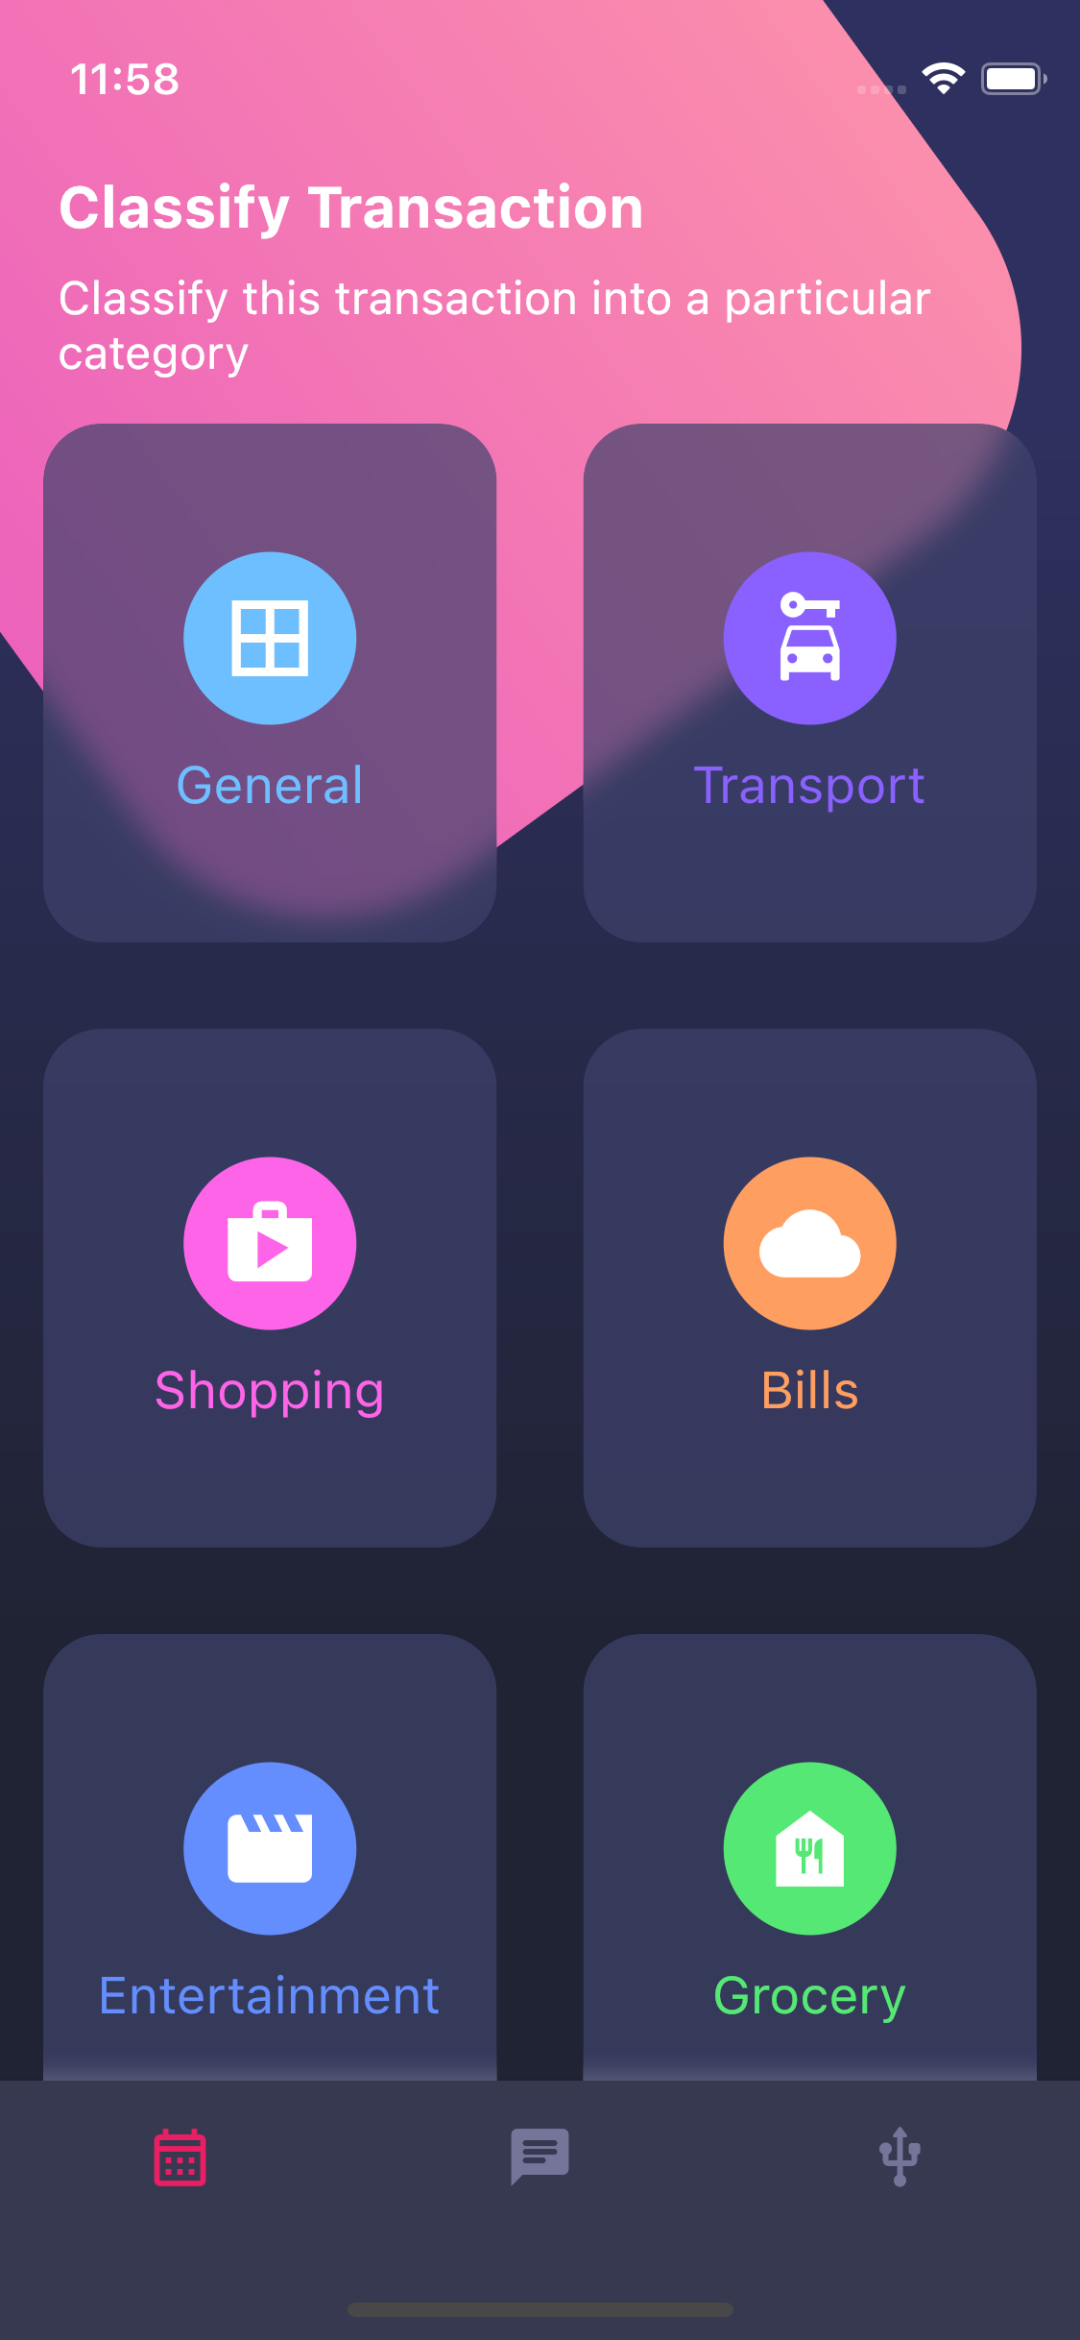 11:58
Classify Transaction
Classify this transaction into a particular
category
General
Transport
Shopping
Bills
Entertainment
Grocery